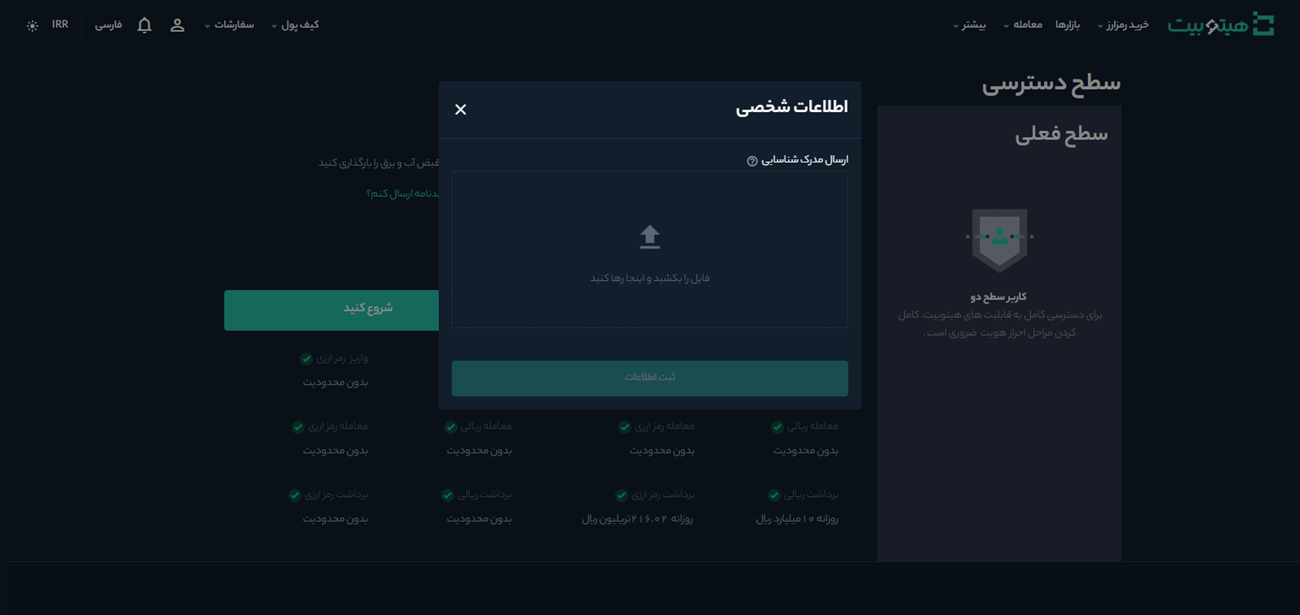 هیتوبیت
خرید رمزارز
بازارها
معامله
بیشتر
کیف پول
سفارشات
فارسی
IRR
سطح دسترسی
سطح فعلی
کاربر سطح دو
برای دسترسی کامل به قابلیت های هیتوبیت، کامل
کردن مراحل احراز هویت ضروری است .
اطلاعات شخصی
ارسال مدرک شناسایی
فایل را بکشید و اینجا رها کنید
ثبت اطلاعات
قبض آب و برق را بارگذاری کنید
ارسال کنم؟
شروع کنید
واریز رمز ارزی
بدون محدودیت
معامله ریالی معامله رمز ارزی معامله ریالی معامله رمز ارزی
بدون محدودیت بدون محدودیت بدون محدودیت بدون محدودیت
برداشت ریالی برداشت رمز ارزی برداشت ریالی برداشت رمز ارزی
روزانه ۱۰ میلیارد ریال روزانه ۲۱۶.۰۲ تریلیون ریال بدون محدودیت بدون محدودیت